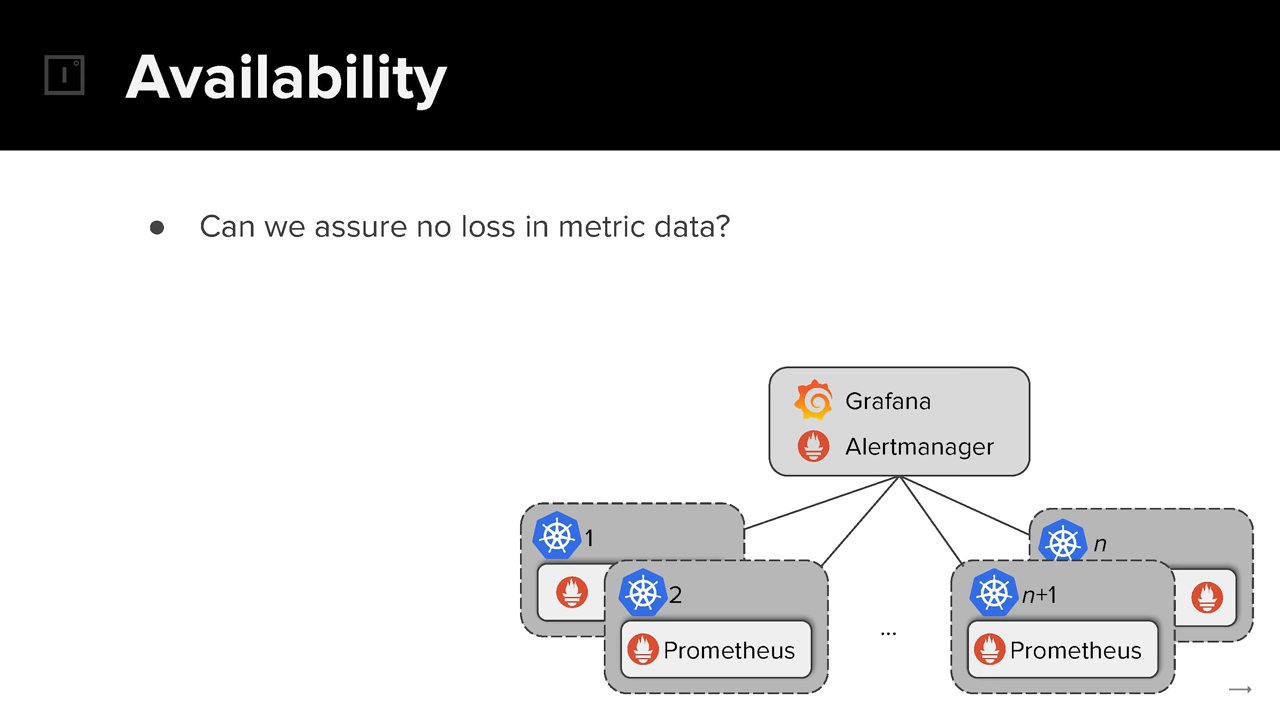 Availability
● Can we assure no loss in metric data?
Grafana
Alertmanager
1
2
Prometheus
...
n
n+1
Prometheus